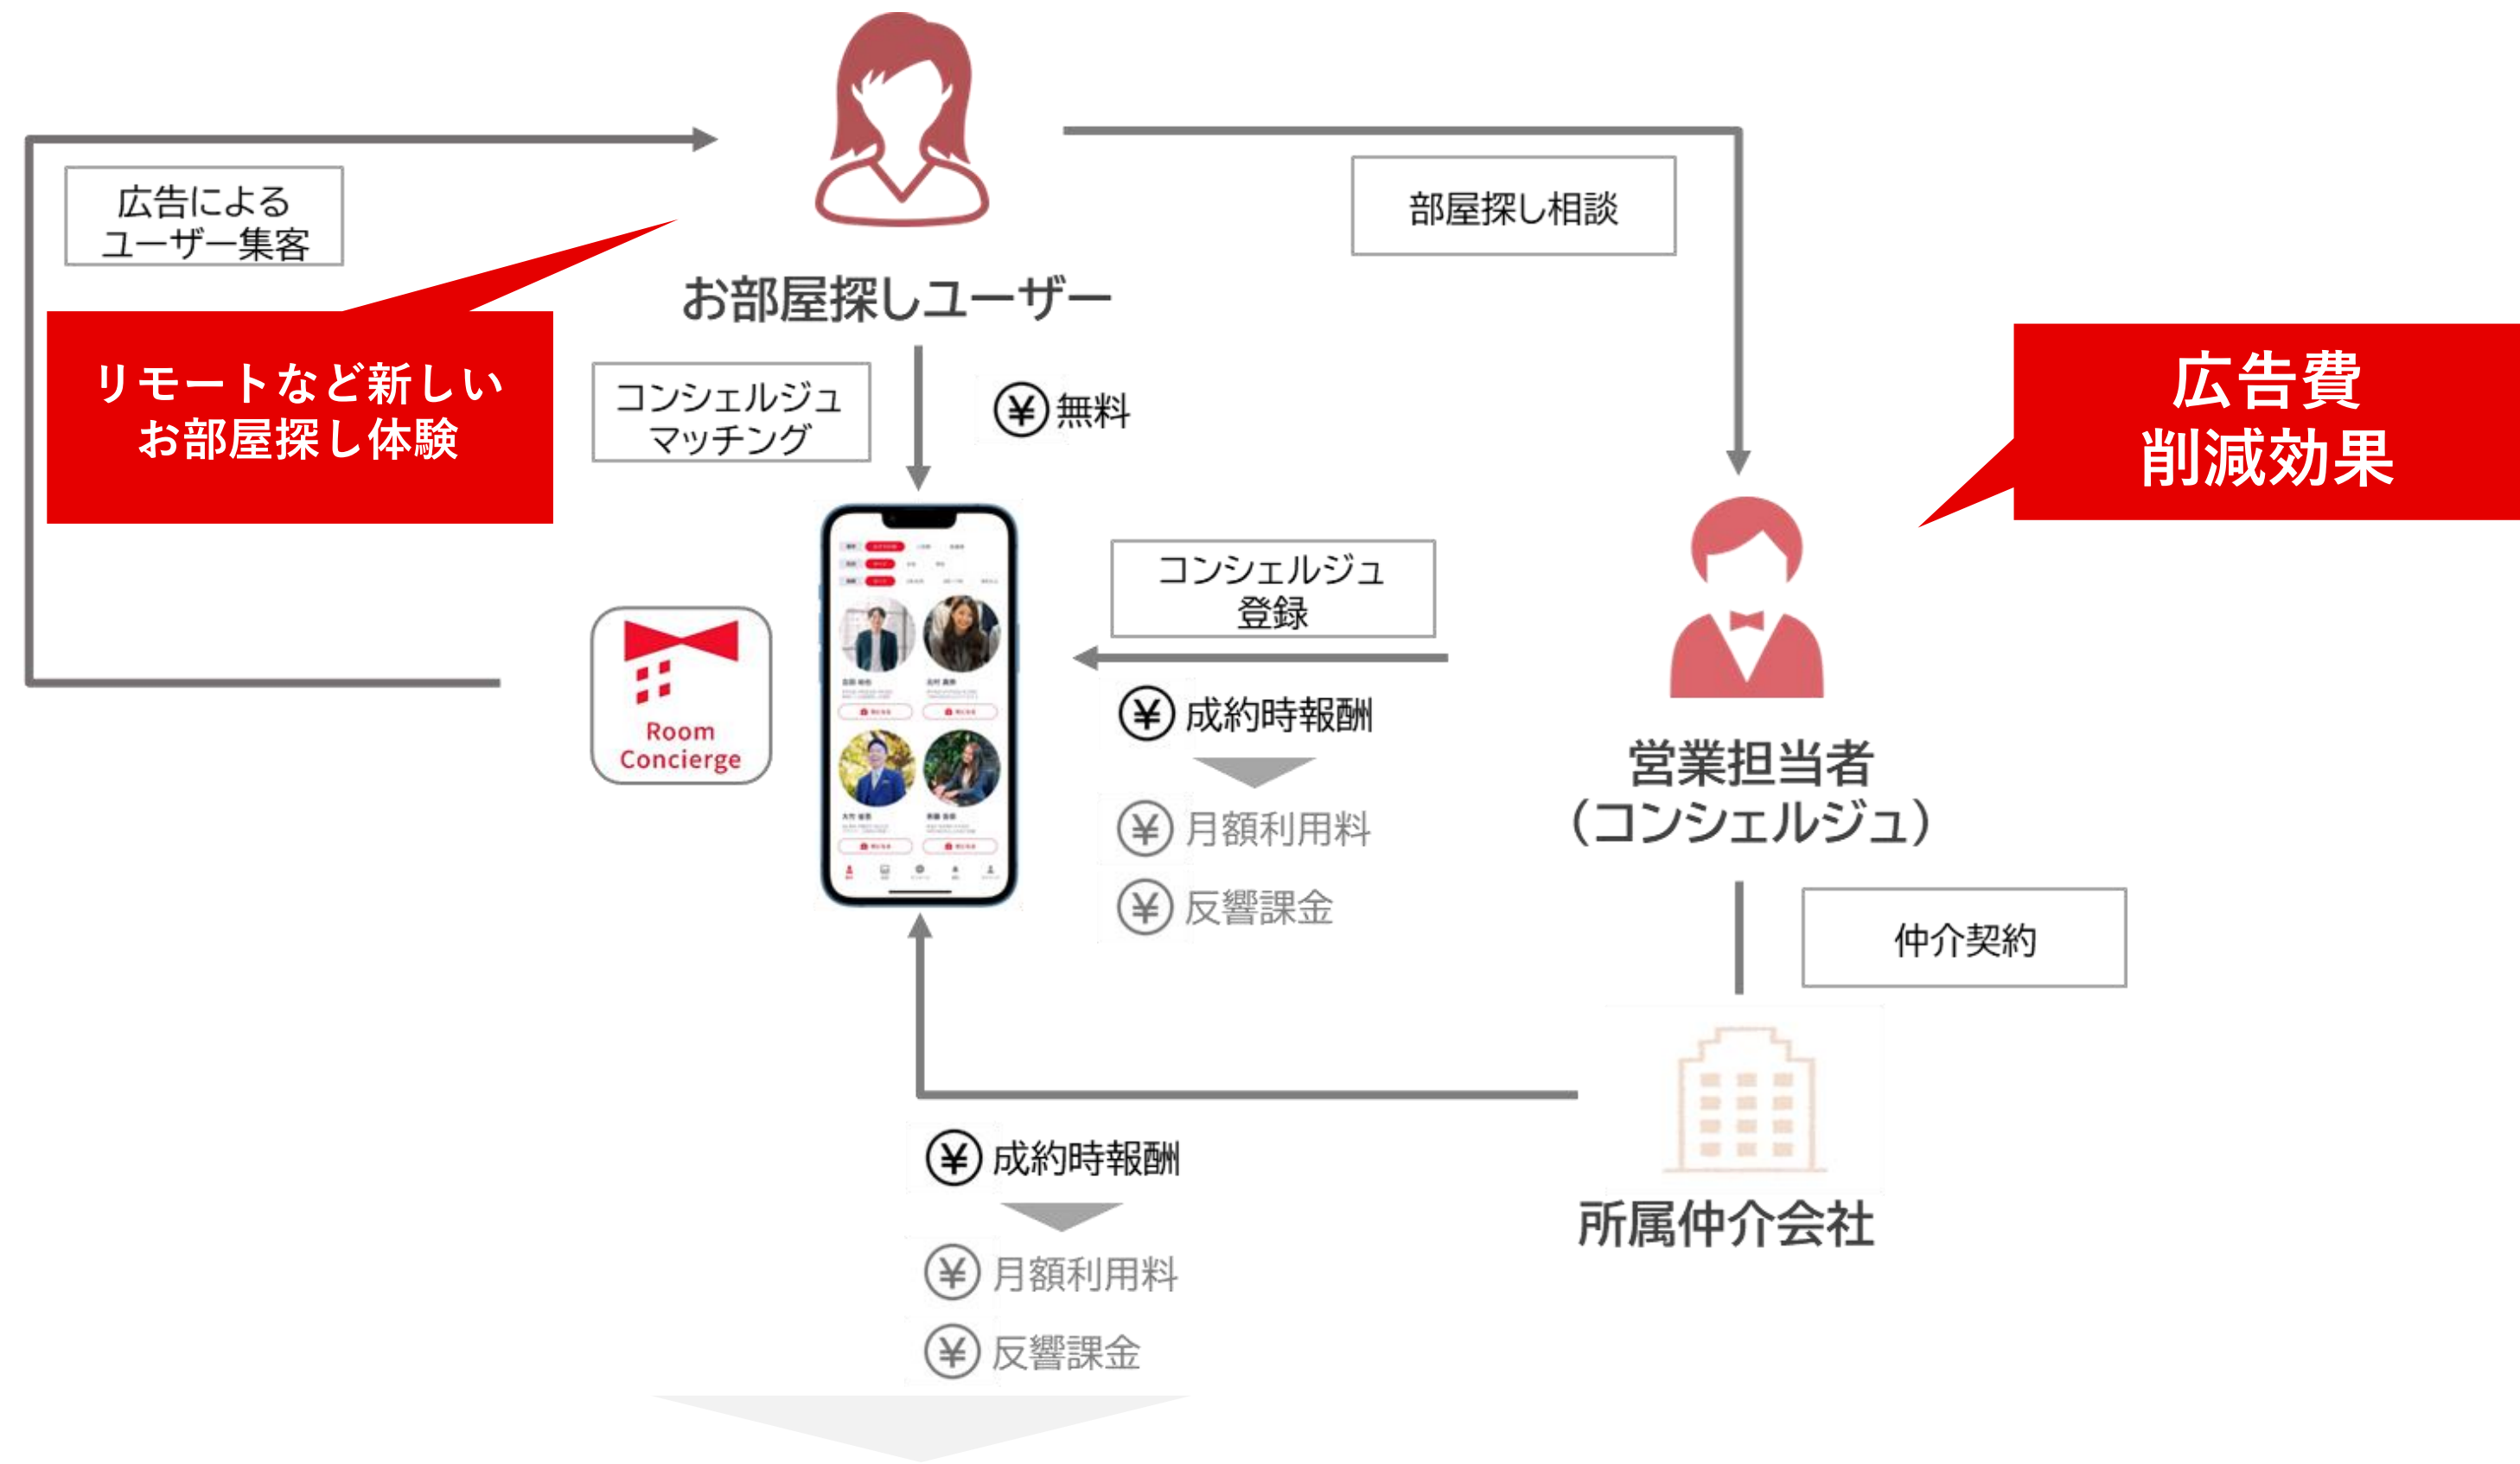 広告による
ユーザー集客
部屋探し相談
お部屋探しユーザー
リモートなど新しい
お部屋探し体験
広告費
削減効果
コンシェルジュ
マッチング
¥ 無料
コンシェルジュ
登録
Room
Concierge
¥ 成約時報酬
¥ 月額利用料
¥ 反響課金
営業担当者
(コンシェルジュ)
仲介契約
¥ 成約時報酬
¥ 月額利用料
¥ 反響課金
所属仲介会社